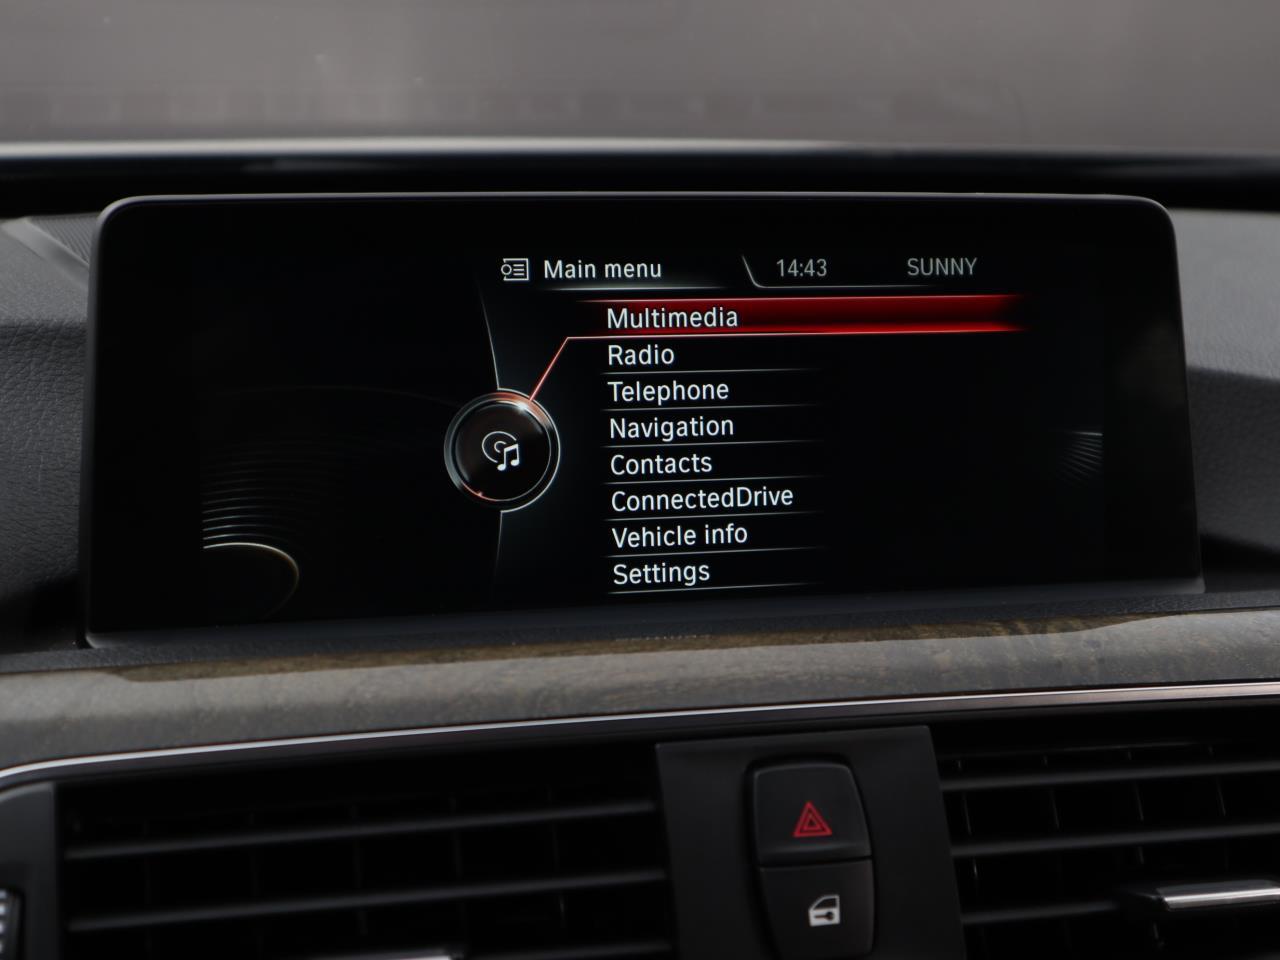 Main menu 14:43 SUNNY
Multimedia
Radio
Telephone
Navigation
Contacts
ConnectedDrive
Vehicle info
Settings